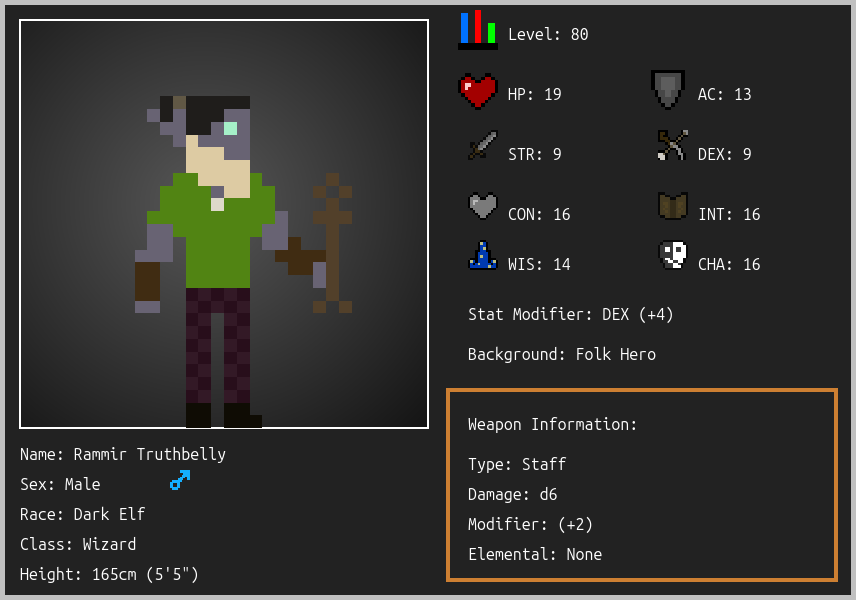 Level: 80
HP: 19
AC: 13
STR: 9
DEX: 9
CON: 16
INT: 16
WIS: 14
CHA: 16
Stat Modifier: DEX (+4)
Background: Folk Hero
Weapon Information:
Type: Staff
Damage: d6
Modifier: (+2)
Elemental: None
Name: Rammir Truthbelly
Sex: Male
Race: Dark Elf
Class: Wizard
Height: 165cm (5'5")